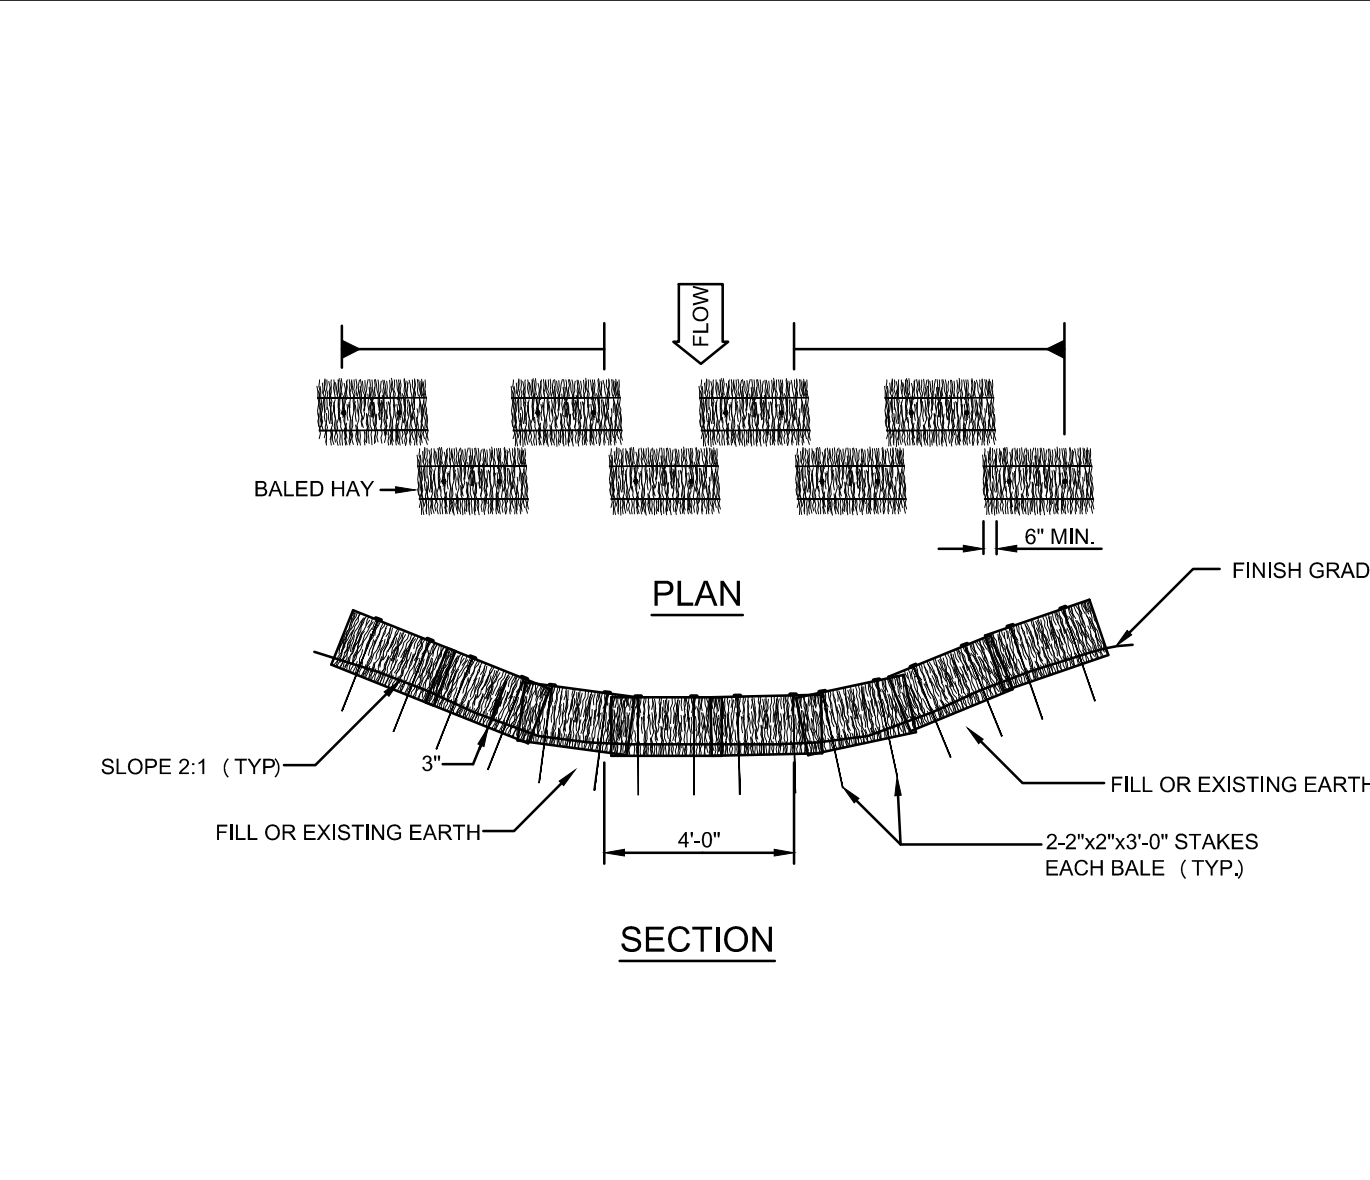 FLOW
BALED HAY
6" MIN.
PLAN
FINISH GRAD
SLOPE 2:1 (TYP)
3"
FILL OR EXISTING EARTH
FILL OR EXISTING EARTH
4'-0"
2-2"x2"x3'-0" STAKES
EACH BALE (TYP.)
SECTION